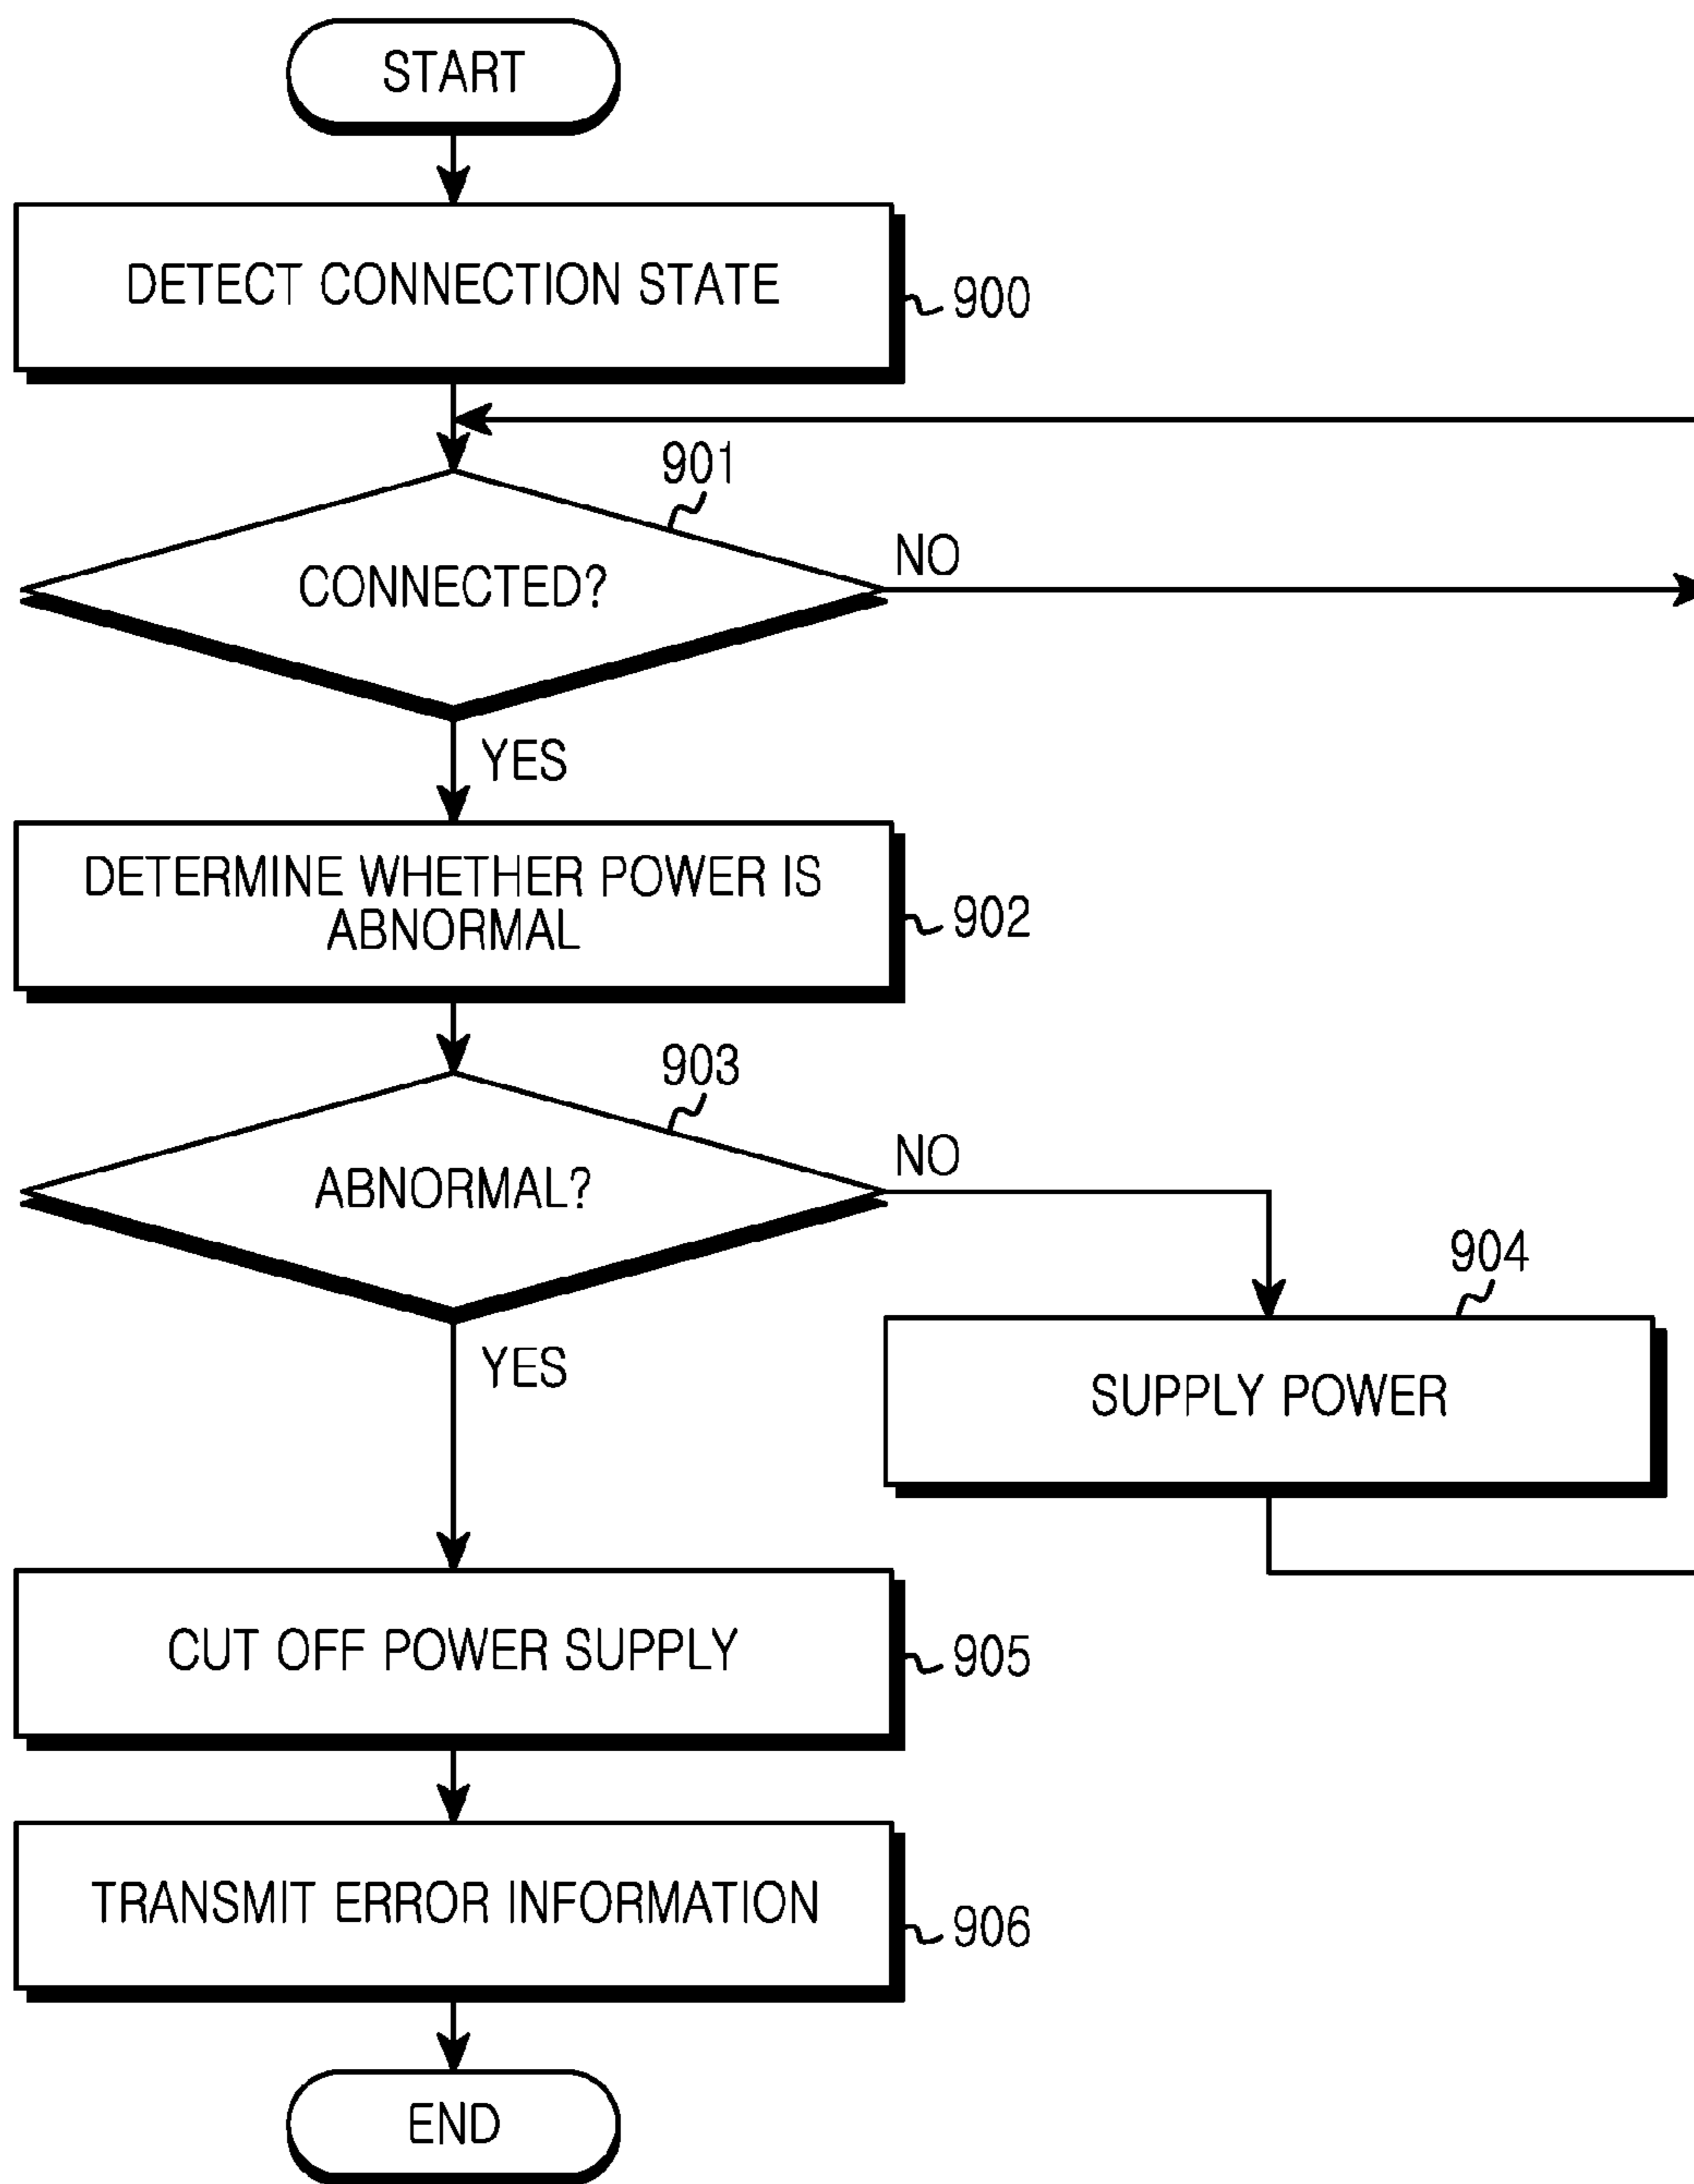 START
DETECT CONNECTION STATE
900
901
CONNECTED?
NO
YES
DETERMINE WHETHER POWER IS
ABNORMAL
902
903
ABNORMAL?
NO
YES
904
SUPPLY POWER
CUT OFF POWER SUPPLY
905
TRANSMIT ERROR INFORMATION
906
END